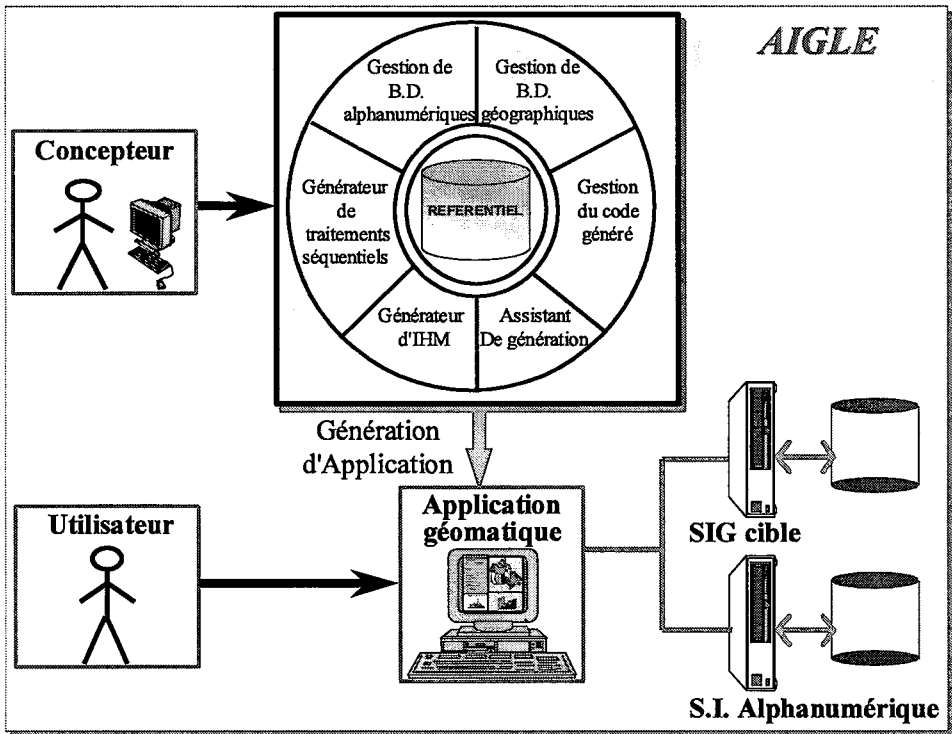 AIGLE
Gestion de
B.D.
alphanumériques
Gestion de
B.D.
géographiques
Concepteur
Générateur
de
traitements
séquentiels
REFERENTIEL
Gestion
du code
généré
Générateur
d'IHM
Assistant
De génération
Génération
d'Application
Utilisateur
Application
géomatique
SIG cible
S.I. Alphanumérique